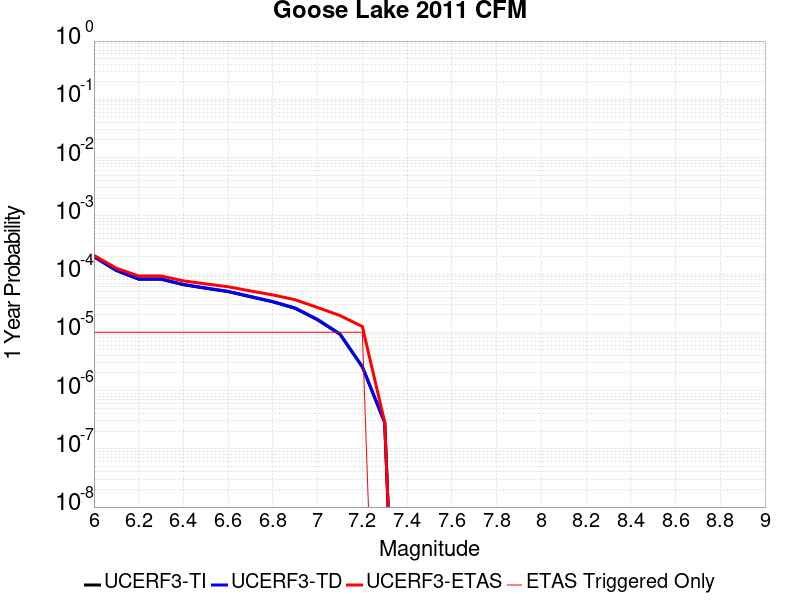 Goose Lake 2011 CFM
1 Year Probability
10^0
10^-1
10^-2
10^-3
10^-4
10^-5
10^-6
10^-7
10^-8
6 6.2 6.4 6.6 6.8 7 7.2 7.4 7.6 7.8 8 8.2 8.4 8.6 8.8 9
Magnitude
UCERF3-TI UCERF3-TD UCERF3-ETAS ETAS Triggered Only